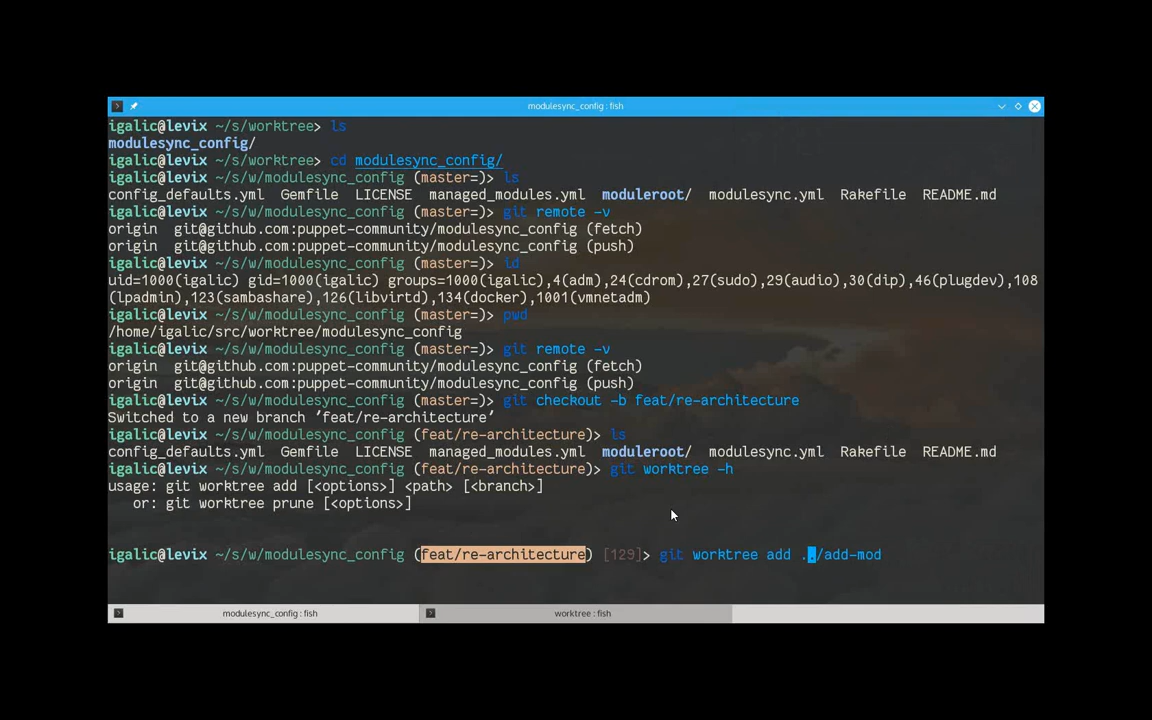 modulesync_config : fish
igalic@levix ~/s/worktree> ls
modulesync_config/
igalic@levix ~/s/worktree> cd modulesync_config/
igalic@levix ~/s/w/modulesync_config (master=)> ls
config_defaults.yml  Gemfile  LICENSE  managed_modules.yml  moduleroot/  modulesync.yml  Rakefile  README.md
igalic@levix ~/s/w/modulesync_config (master=)> git remote -v
origin  git@github.com:puppet-community/modulesync_config (fetch)
origin  git@github.com:puppet-community/modulesync_config (push)
igalic@levix ~/s/w/modulesync_config (master=)> id
uid=1000(igalic) gid=1000(igalic) groups=1000(igalic),4(adm),24(cdrom),27(sudo),29(audio),30(dip),46(plugdev),108
(lpadmin),123(sambashare),126(libvirtd),134(docker),1001(vmnetadm)
igalic@levix ~/s/w/modulesync_config (master=)> pwd
/home/igalic/src/worktree/modulesync_config
igalic@levix ~/s/w/modulesync_config (master=)> git remote -v
origin  git@github.com:puppet-community/modulesync_config (fetch)
origin  git@github.com:puppet-community/modulesync_config (push)
igalic@levix ~/s/w/modulesync_config (master=)> git checkout -b feat/re-architecture
Switched to a new branch 'feat/re-architecture'
igalic@levix ~/s/w/modulesync_config (feat/re-architecture)> ls
config_defaults.yml  Gemfile  LICENSE  managed_modules.yml  moduleroot/  modulesync.yml  Rakefile  README.md
igalic@levix ~/s/w/modulesync_config (feat/re-architecture)> git worktree -h
usage: git worktree add [<options>] <path> [<branch>]
   or: git worktree prune [<options>]
igalic@levix ~/s/w/modulesync_config (feat/re-architecture) [129]> git worktree add ../add-mod
modulesync_config : fish
worktree : fish